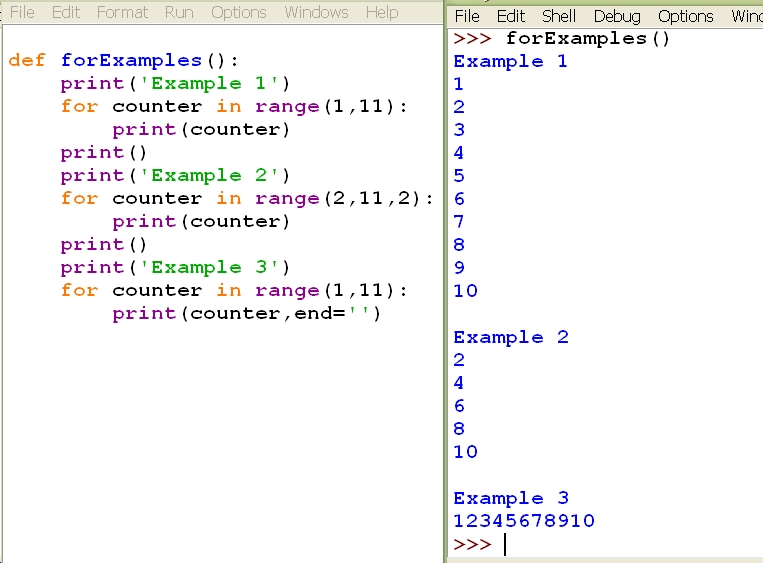 File Edit Format Run Options Windows Help
def forExamples():
    print('Example 1')
    for counter in range(1,11):
        print(counter)
    print()
    print('Example 2')
    for counter in range(2,11,2):
        print(counter)
    print()
    print('Example 3')
    for counter in range(1,11):
        print(counter,end='')
File Edit Shell Debug Options Winc
>>> forExamples()
Example 1
1
2
3
4
5
6
7
8
9
10
Example 2
2
4
6
8
10
Example 3
12345678910
>>>